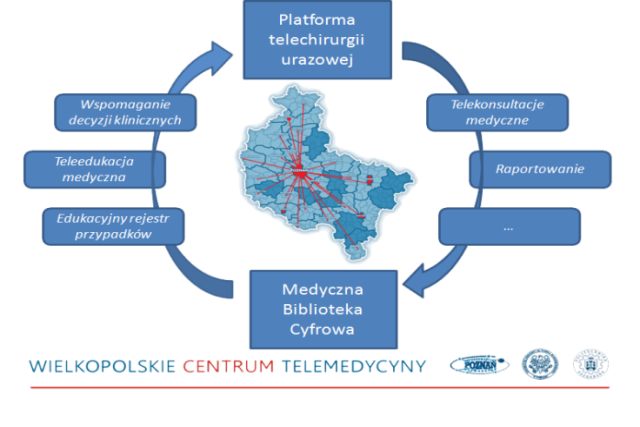 Platforma
telechirurgii
urazowej
Wspomaganie
decyzji klinicznych
Telekonsultacje
medyczne
Teleedukacja
medyczna
Raportowanie
Edukacyjny rejestr
przypadków
...
Medyczna
Biblioteka
Cyfrowa
WIELKOPOLSKIE CENTRUM TELEMEDYCYNY
POZNAŃ